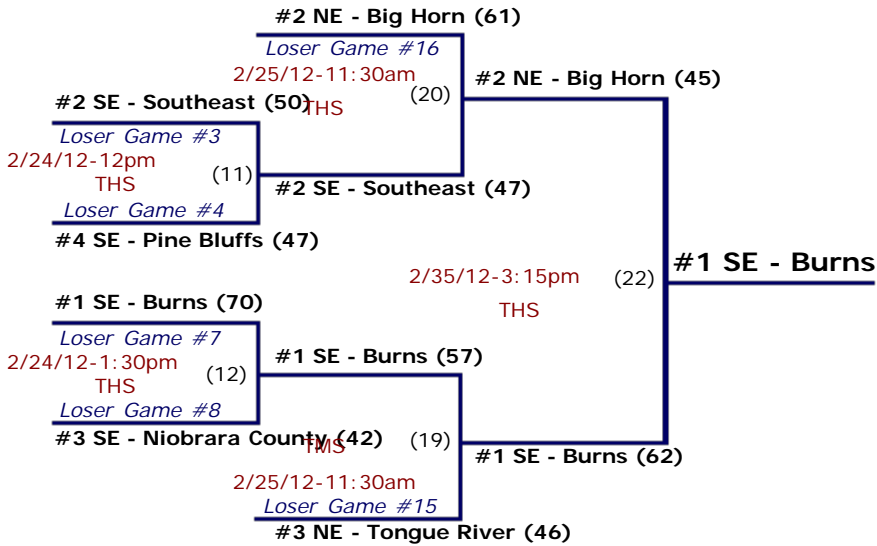 #2 NE - Big Horn (61)
Loser Game #16
2/25/12-11:30am
THS
(20)
#2 NE - Big Horn (45)
#2 SE - Southeast (50)
Loser Game #3
2/24/12-12pm
THS
(11)
#2 SE - Southeast (47)
Loser Game #4
#4 SE - Pine Bluffs (47)
#1 SE - Burns
2/35/12-3:15pm
(22)
THS
#1 SE - Burns (70)
Loser Game #7
2/24/12-1:30pm
THS
(12)
#1 SE - Burns (57)
Loser Game #8
#3 SE - Niobrara County (42)
TMS
(19)
#1 SE - Burns (62)
2/25/12-11:30am
Loser Game #15
#3 NE - Tongue River (46)